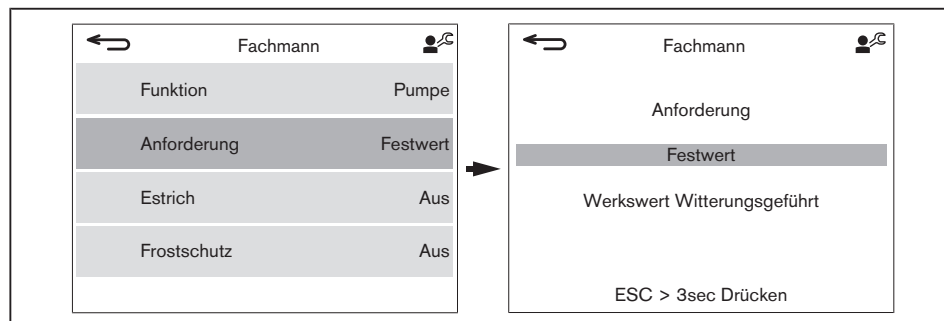 Fachmann
Funktion Pumpe
Anforderung Festwert
Estrich Aus
Frostschutz Aus
Fachmann
Anforderung
Festwert
Werkswert Witterungsgeführt
ESC > 3sec Drücken